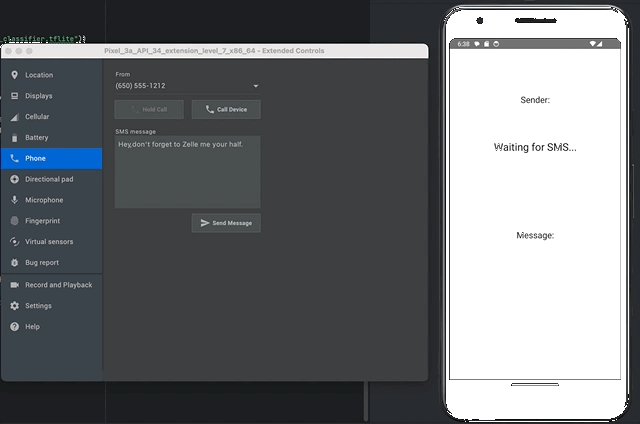 _classifier.tflite")
Pixel_3a_API_34_extension_level_7_x86_64 - Extended Controls
Location
Displays
Cellular
Battery
Phone
Directional pad
Microphone
Fingerprint
Virtual sensors
Bug report
Record and Playback
Settings
Help
From
(650) 555-1212
Hold Call
Call Device
SMS message
Hey,don't forget to Zelle me your half.
Send Message
6:38
Sender:
Waiting for SMS...
Message: